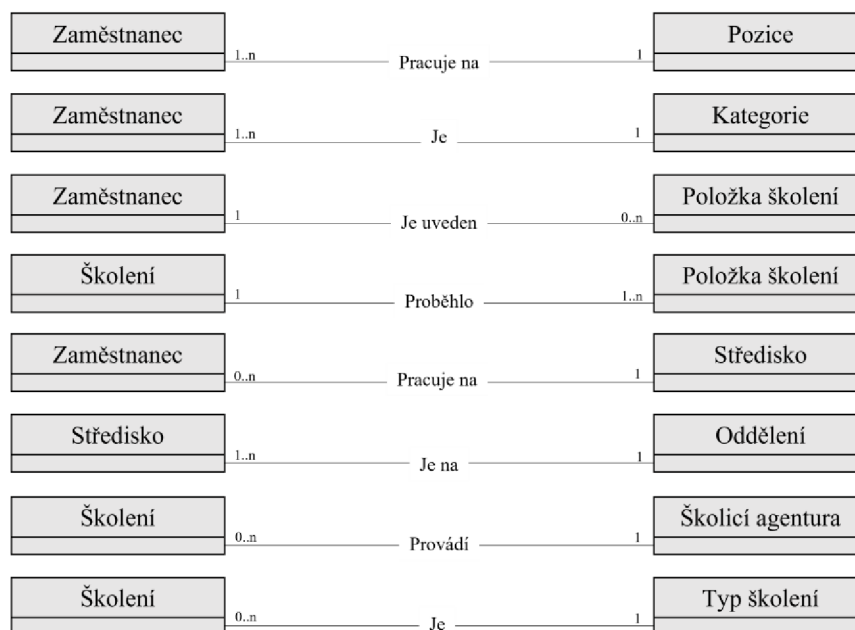 Zaměstnanec 1..n Pracuje na 1 Pozice
Zaměstnanec 1..n Je 1 Kategorie
Zaměstnanec 1 Je uveden 0..n Položka školení
Školení 1 Proběhlo 1..n Položka školení
Zaměstnanec 0..n Pracuje na 1 Středisko
Středisko 1..n Je na 1 Oddělení
Školení 0..n Provádí 1 Školicí agentura
Školení 0..n Je 1 Typ školení